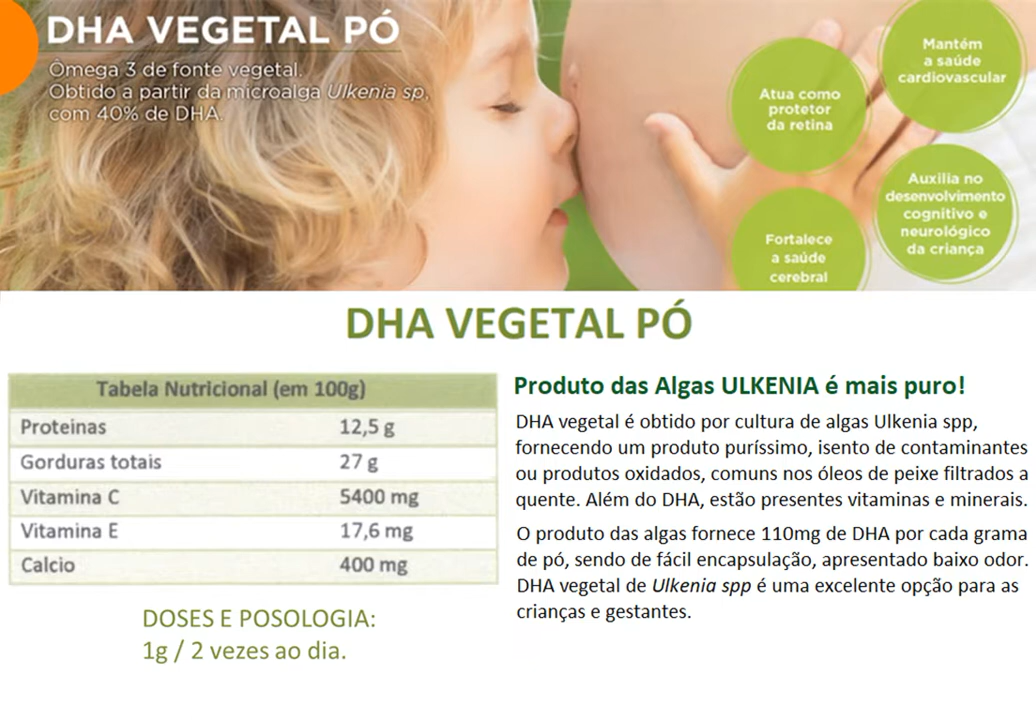 DHA VEGETAL PÓ
Ômega 3 de fonte vegetal.
Obtido a partir da microalga Ulkenia sp,
com 40% de DHA.
Atua como
protetor
da retina
Mantém
a saúde
cardiovascular
Fortalece
a saúde
cerebral
Auxilia no
desenvolvimento
cognitivo e
neurológico
da criança
DHA VEGETAL PÓ
Tabela Nutricional (em 100g)
Proteinas 12,5 g
Gorduras totais 27 g
Vitamina C 5400 mg
Vitamina E 17,6 mg
Calcio 400 mg
DOSES E POSOLOGIA:
1g / 2 vezes ao dia.
Produto das Algas ULKENIA é mais puro!
DHA vegetal é obtido por cultura de algas Ulkenia spp,
fornecendo um produto puríssimo, isento de contaminantes
ou produtos oxidados, comuns nos óleos de peixe filtrados a
quente. Além do DHA, estão presentes vitaminas e minerais.
O produto das algas fornece 110mg de DHA por cada grama
de pó, sendo de fácil encapsulação, apresentado baixo odor.
DHA vegetal de Ulkenia spp é uma excelente opção para as
crianças e gestantes.